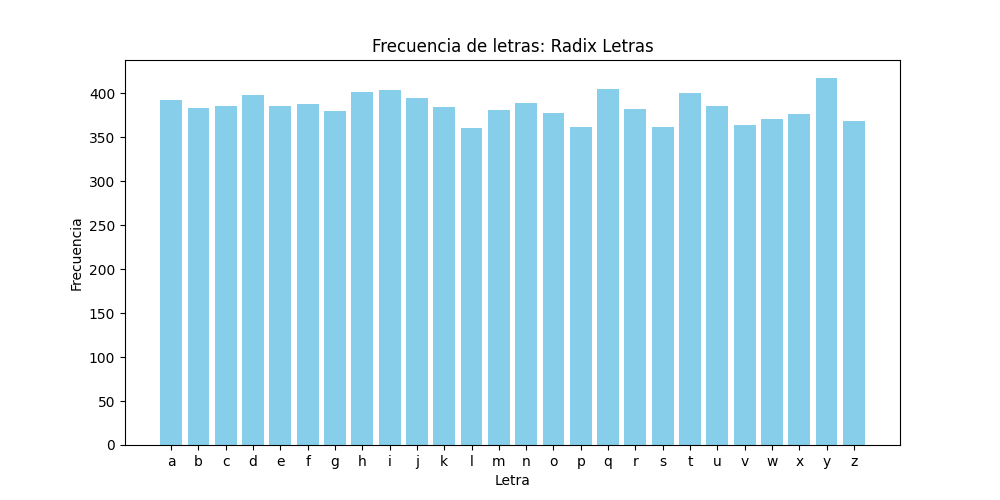 Frecuencia de letras: Radix Letras
Frecuencia
400
350
300
250
200
150
100
50
0
a b c d e f g h i j k l m n o p q r s t u v w x y z
Letra